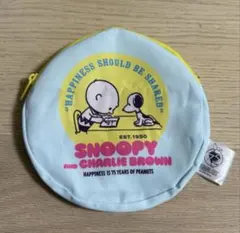 "HAPPINESS SHOULD BE SHARED"
EST. 1950
SNOOPY
AND CHARLIE BROWN
HAPPINESS IS 75 YEARS OF PEANUTS